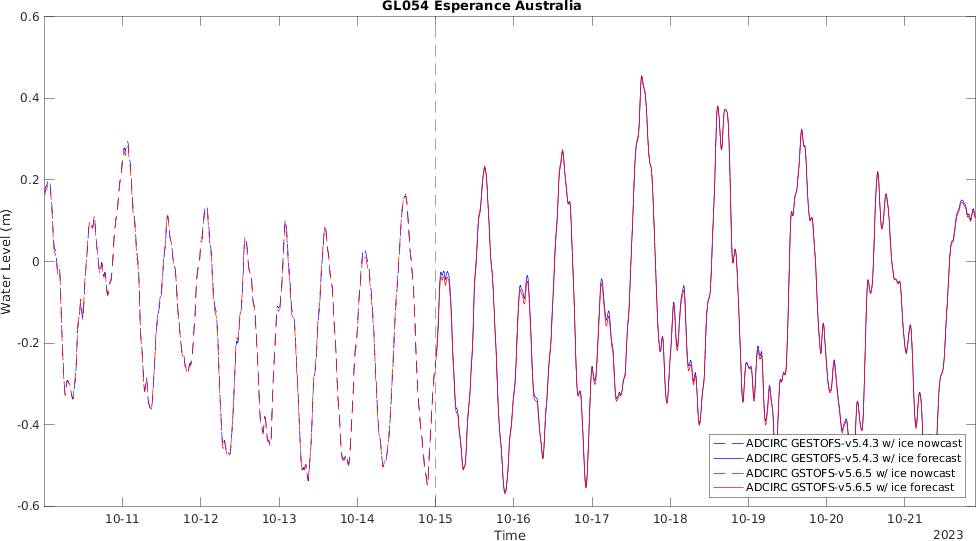 GL054 Esperance Australia
0.6
0.4
0.2
0
-0.2
-0.4
-0.6
Water Level (m)
ADCIRC GESTOFS-v5.4.3 w/ ice nowcast
ADCIRC GESTOFS-v5.4.3 w/ ice forecast
ADCIRC GSTOFS-v5.6.5 w/ ice nowcast
ADCIRC GSTOFS-v5.6.5 w/ ice forecast
10-11 10-12 10-13 10-14 10-15 10-16 10-17 10-18 10-19 10-20 10-21
Time
2023